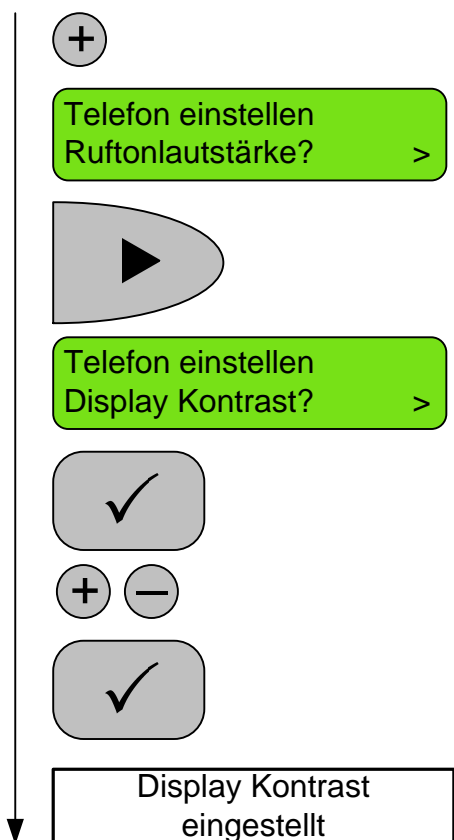 +
Telefon einstellen
Ruftonlautstärke? >
Telefon einstellen
Display Kontrast? >
+ –
Display Kontrast
eingestellt